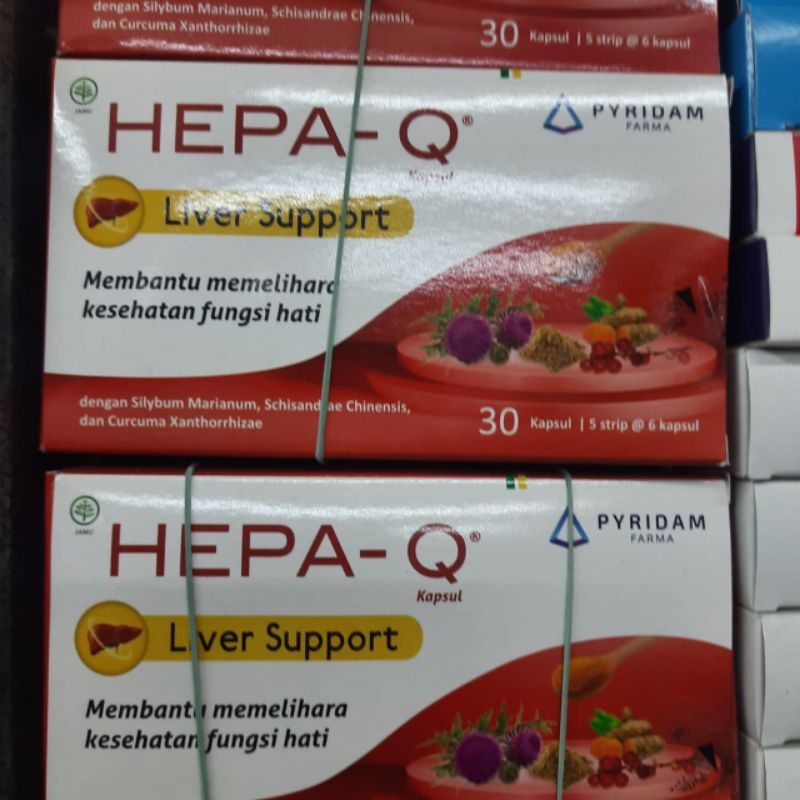 dengan Silybum Marianum, Schisandrae Chinensis,
dan Curcuma Xanthorrhizae
30 Kapsul | 5 strip @ 6 kapsul
JAMU
HEPA-Q®
Kapsul
PYRIDAM
FARMA
Liver Support
Membantu memelihara
kesehatan fungsi hati
dengan Silybum Marianum, Schisandrae Chinensis,
dan Curcuma Xanthorrhizae
30 Kapsul | 5 strip @ 6 kapsul
JAMU
HEPA-Q®
Kapsul
PYRIDAM
FARMA
Liver Support
Membantu memelihara
kesehatan fungsi hati